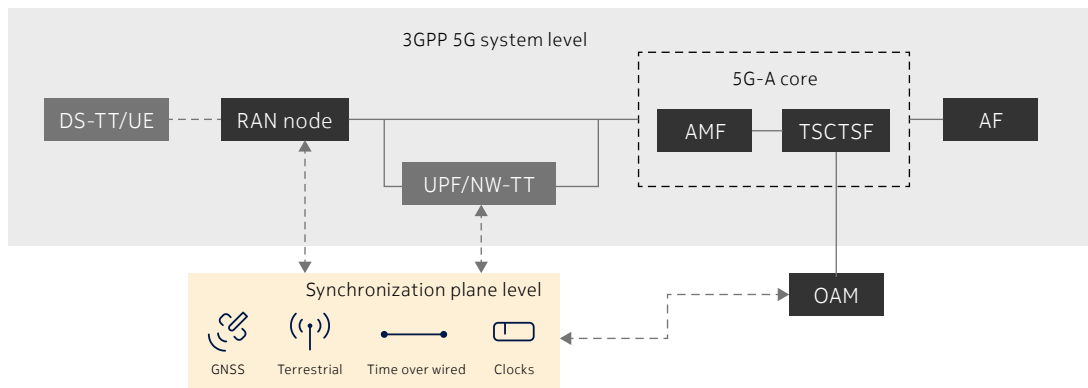 3GPP 5G system level
5G-A core
DS-TT/UE
RAN node
AMF
TSCTSF
AF
UPF/NW-TT
Synchronization plane level
OAM
GNSS
Terrestrial
Time over wired
Clocks